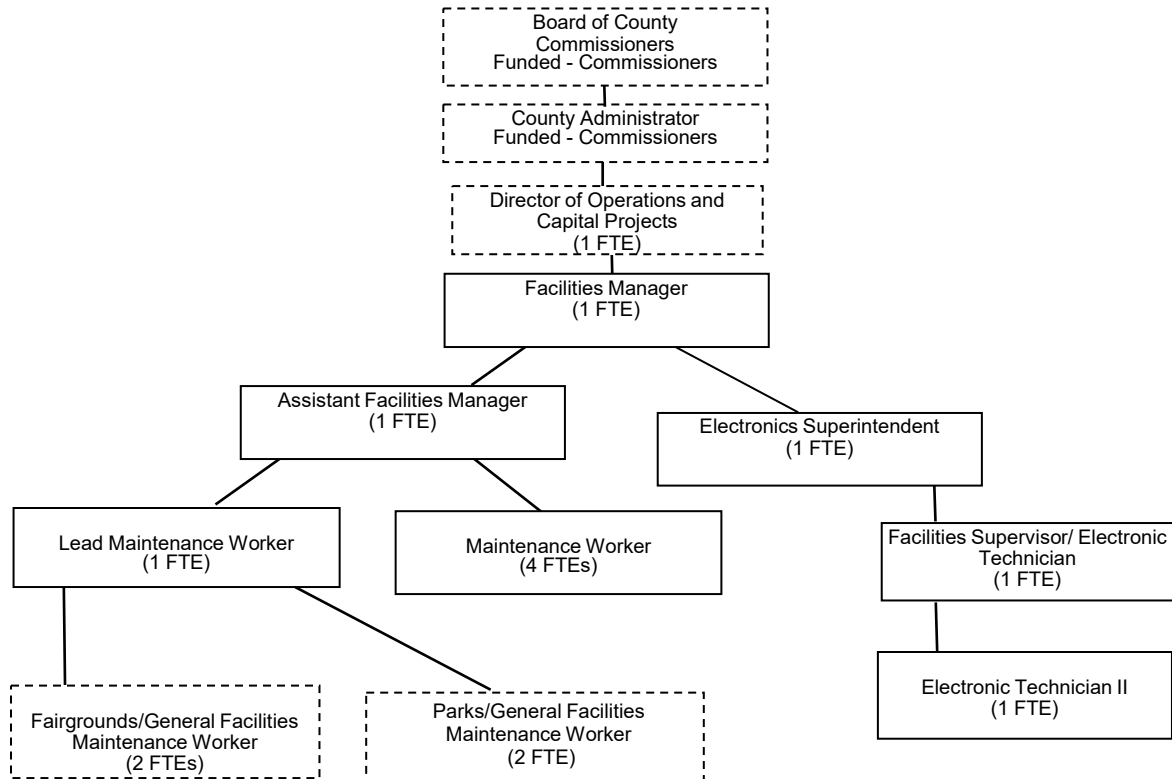 Board of County
Commissioners
Funded - Commissioners
County Administrator
Funded - Commissioners
Director of Operations and
Capital Projects
(1 FTE)
Facilities Manager
(1 FTE)
Assistant Facilities Manager
(1 FTE)
Electronics Superintendent
(1 FTE)
Lead Maintenance Worker
(1 FTE)
Maintenance Worker
(4 FTEs)
Facilities Supervisor/ Electronic
Technician
(1 FTE)
Fairgrounds/General Facilities
Maintenance Worker
(2 FTEs)
Parks/General Facilities
Maintenance Worker
(2 FTE)
Electronic Technician II
(1 FTE)